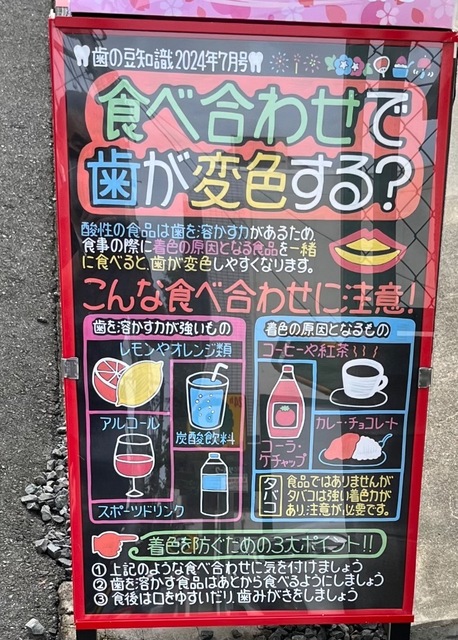 歯の豆知識 2024年7月号
食べ合わせで
歯が変色する?
酸性の食品は歯を溶かす力があるため、
食事の際に着色の原因となる食品を一緒
に食べると、歯が変色しやすくなります。
こんな食べ合わせに注意!
歯を溶かす力が強いもの
レモンやオレンジ類
アルコール
炭酸飲料
スポーツドリンク
着色の原因となるもの
コーヒーや紅茶
カレー・チョコレート
コーラ・
ケチャップ
タバコ
食品ではありませんが
タバコは強い着色力が
あり、注意が必要です。
着色を防ぐための3大ポイント!!
① 上記のような食べ合わせに気を付けましょう
② 歯を溶かす食品はあとから食べるようにしましょう
③ 食後は口をゆすいだり、歯みがきをしましょう